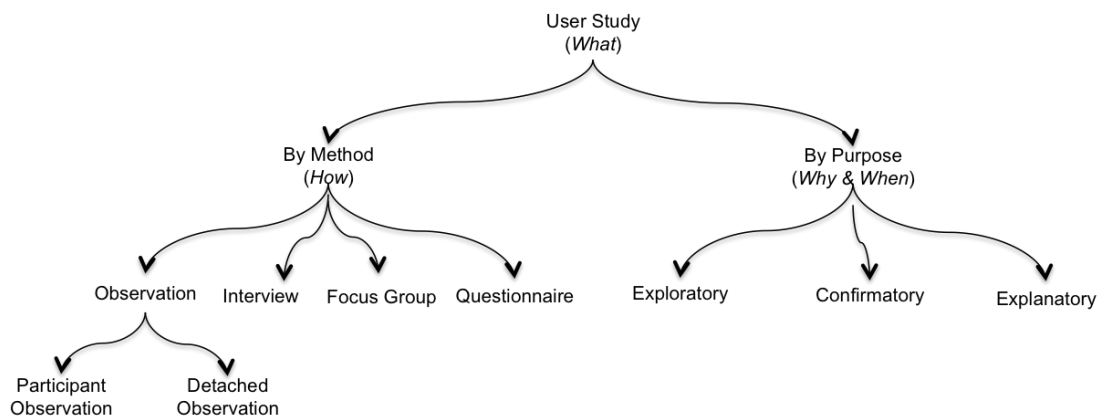 User Study
(What)
By Method
(How)
By Purpose
(Why & When)
Observation
Interview
Focus Group
Questionnaire
Exploratory
Confirmatory
Explanatory
Participant
Observation
Detached
Observation